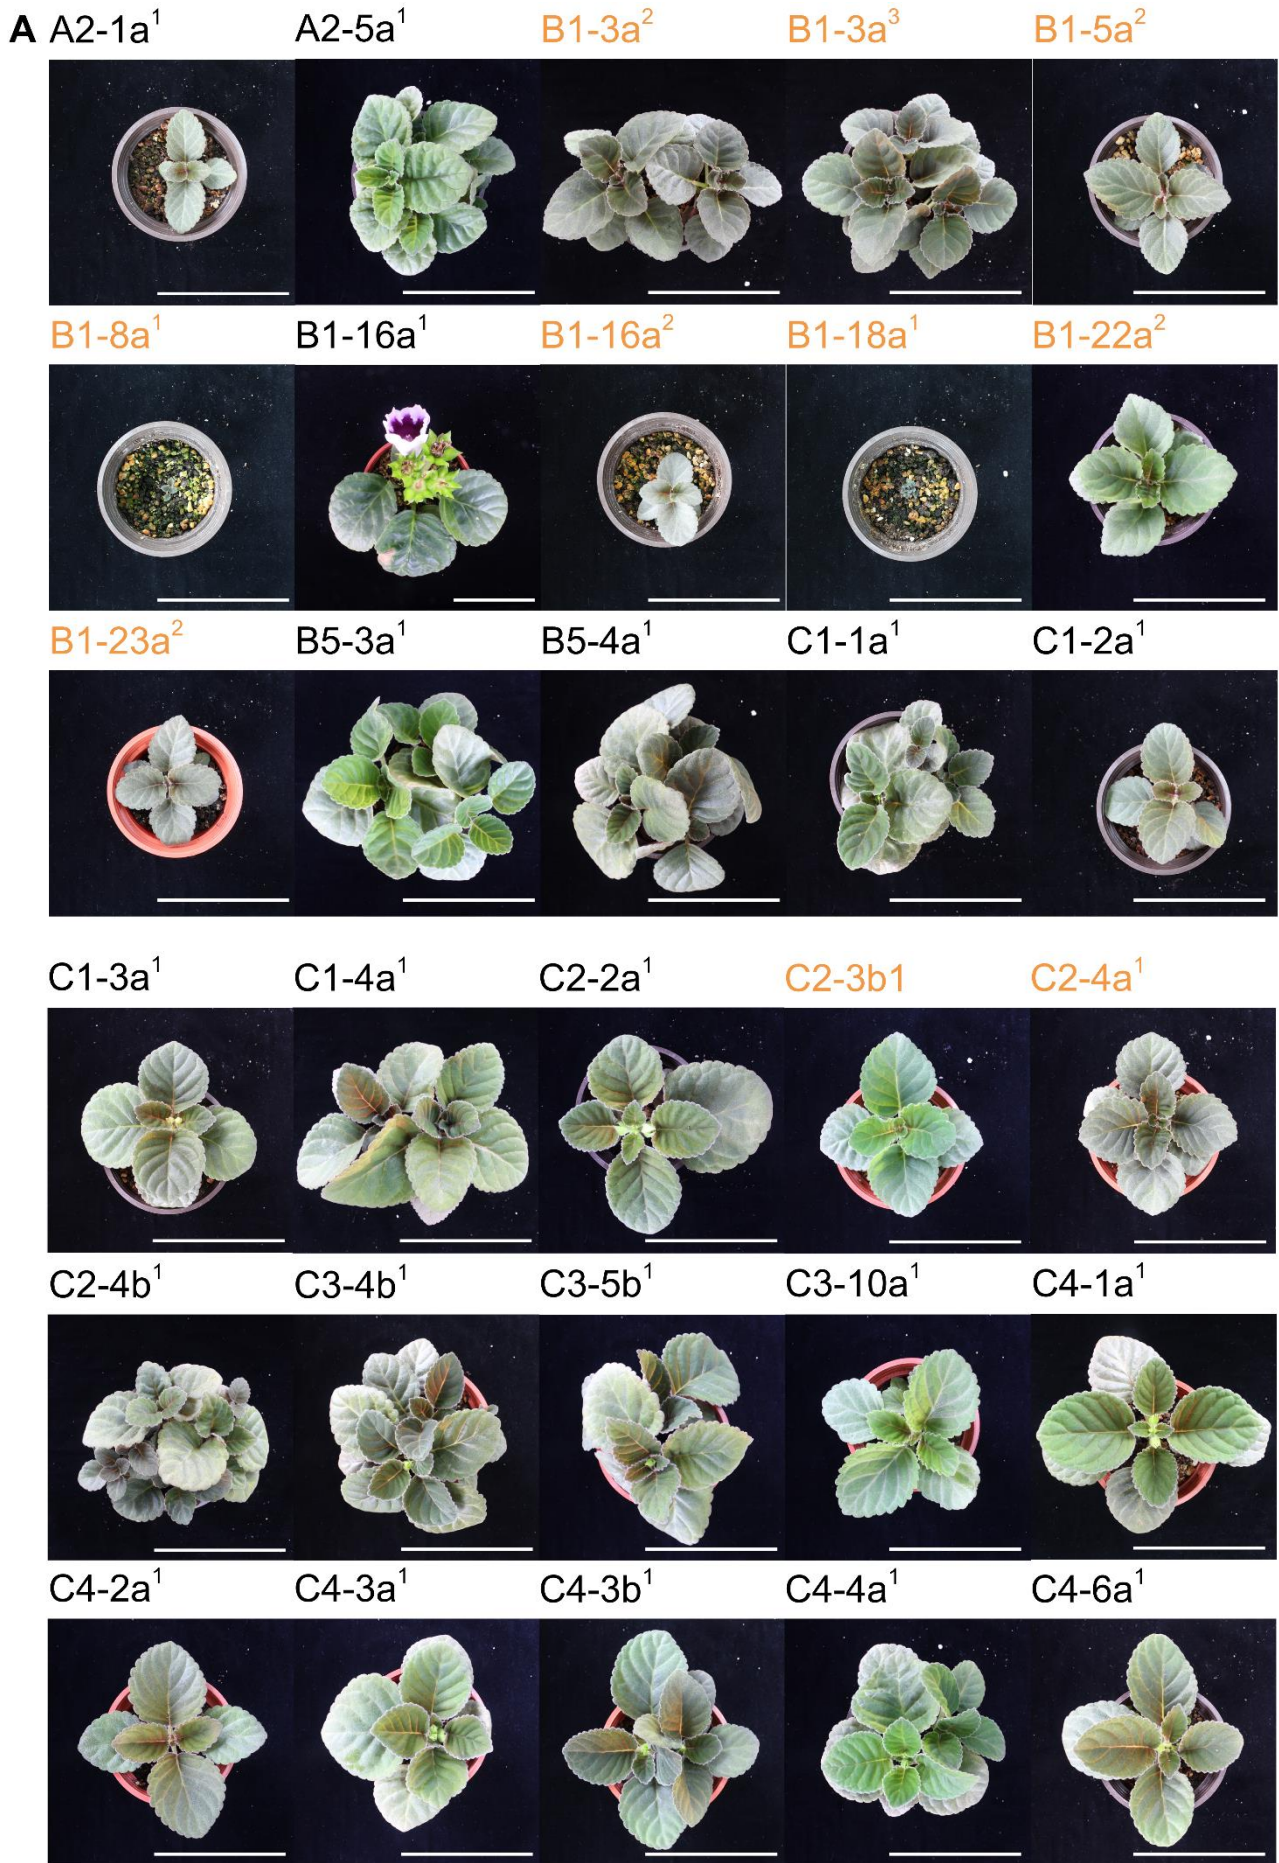 A A2-1a¹ A2-5a¹ B1-3a² B1-3a³ B1-5a²
B1-8a¹ B1-16a¹ B1-16a² B1-18a¹ B1-22a²
B1-23a² B5-3a¹ B5-4a¹ C1-1a¹ C1-2a¹
C1-3a¹ C1-4a¹ C2-2a¹ C2-3b1 C2-4a¹
C2-4b¹ C3-4b¹ C3-5b¹ C3-10a¹ C4-1a¹
C4-2a¹ C4-3a¹ C4-3b¹ C4-4a¹ C4-6a¹